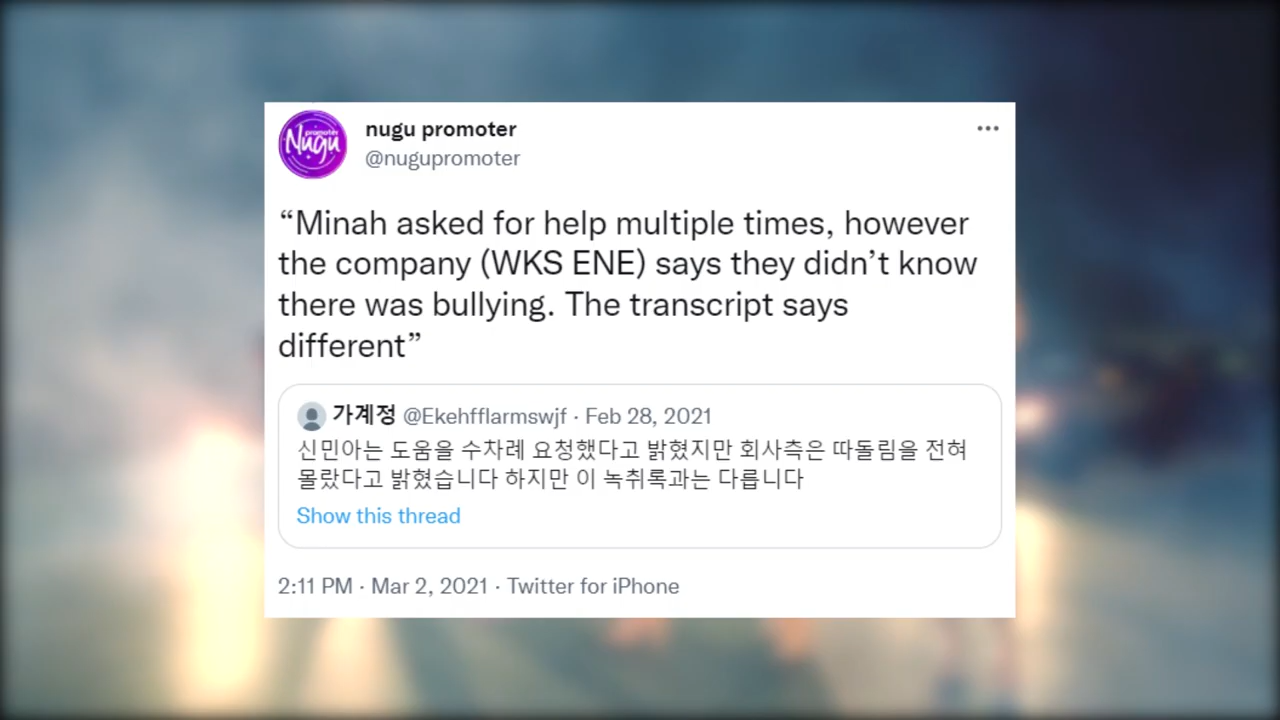 promoter
Nugu
nugu promoter
@nugupromoter
“Minah asked for help multiple times, however
the company (WKS ENE) says they didn’t know
there was bullying. The transcript says
different”
가계정 @Ekehfflarmswjf · Feb 28, 2021
신민아는 도움을 수차례 요청했다고 밝혔지만 회사측은 따돌림을 전혀
몰랐다고 밝혔습니다 하지만 이 녹취록과는 다릅니다
Show this thread
2:11 PM · Mar 2, 2021 · Twitter for iPhone